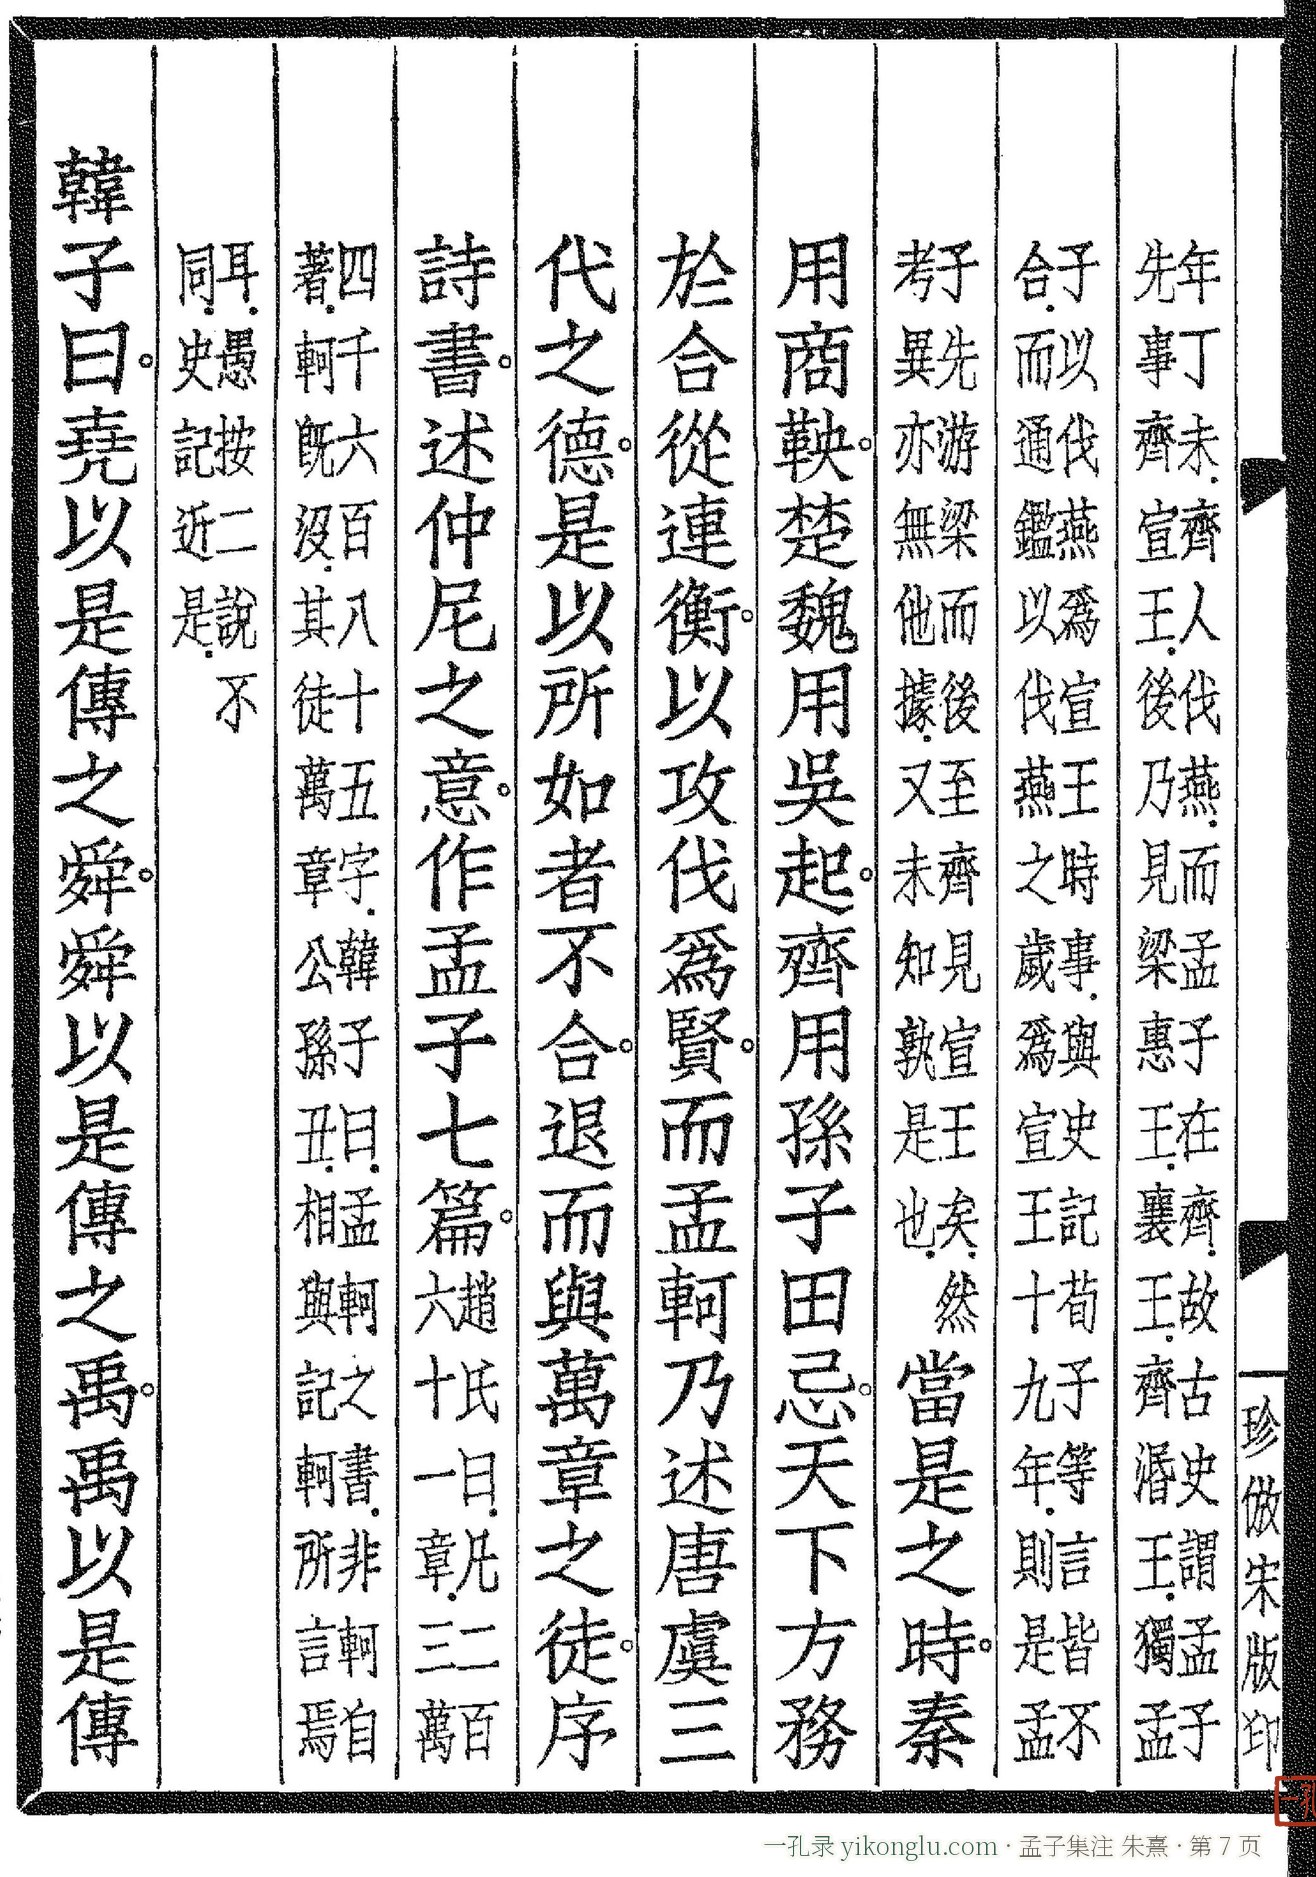 珍倣宋版印
年丁未.齊人伐燕.而孟子在齊.故古史謂孟子
先事齊宣王.後乃見梁惠王.襄王.齊湣王.獨孟
子以伐燕爲宣王時事.與史記荀子等言皆不
合.而通鑑以伐燕之歲爲宣王十九年.則是孟
子先游梁而後至齊見宣王矣.然
考異亦無他據.又未知孰是也.
當是之時。秦
用商鞅。楚魏用吳起。齊用孫子田忌。天下方務
於合從連衡。以攻伐爲賢。而孟軻乃述唐虞三
代之德。是以所如者不合。退而與萬章之徒。序
詩書。述仲尼之意。作孟子七篇。
趙氏曰.凡二百
六十一章.三萬
四千六百八十五字.韓子曰.孟軻之書.非軻自
著.軻旣沒.其徒萬章公孫丑.相與記軻所言焉
耳.愚按二說不
同.史記近是.
韓子曰。堯以是傳之舜。舜以是傳之禹。禹以是傳
一孔录 yikonglu.com · 孟子集注 朱熹 · 第 7 页